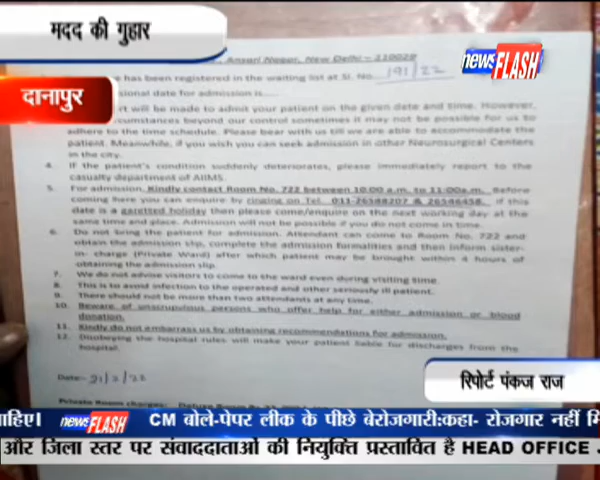 मदद की गुहार
Ansari Nagar, New Delhi - 110029
news FLASH
has been registered in the waiting list at Sl. No. 191/22
दानापुर
sional date for admission is....
rt will be made to admit your patient on the given date and time. However,
cumstances beyond our control sometimes it may not be possible for us to
adhere to the time schedule. Please bear with us till we are able to accommodate the
patient. Meanwhile, if you wish you can seek admission in other Neurosurgical Centers
in the city.
4. If the patient's condition suddenly deteriorates, please immediately report to the
casualty department of AIIMS.
5. For admission, Kindly contact Room No. 722 between 10.00 a.m. to 11:00a.m. Before
coming here you can enquire by ringing on Tel. 011-26588207 & 26546458. If this
date is a gazetted holiday then please come/enquire on the next working day at the
same time and place. Admission will not be possible if you do not come in time.
6. Do not bring the patient for admission. Attendant can come to Room No. 722 and
obtain the admission slip, complete the admission formalities and then inform sister-
in- charge (Private Ward) after which patient may be brought within 4 hours of
obtaining the admission slip.
7. We do not advise visitors to come to the ward even during visiting time.
8. This is to avoid infection to the operated and other seriously ill patient.
9. There should not be more than two attendants at any time.
10. Beware of unscrupulous persons who offer help for either admission or blood
donation.
11. Kindly do not embarrass us by obtaining recommendations for admission.
12. Disobeying the hospital rules will make your patient liable for discharges from the
hospital.
Date:- 21/2/22
रिपोर्ट पंकज राज
Private Room charges:
ाहिए। news FLASH CM बोले-पेपर लीक के पीछे बेरोजगारी:कहा- रोजगार नहीं मि
और जिला स्तर पर संवाददाताओं की नियुक्ति प्रस्तावित है HEAD OFFICE